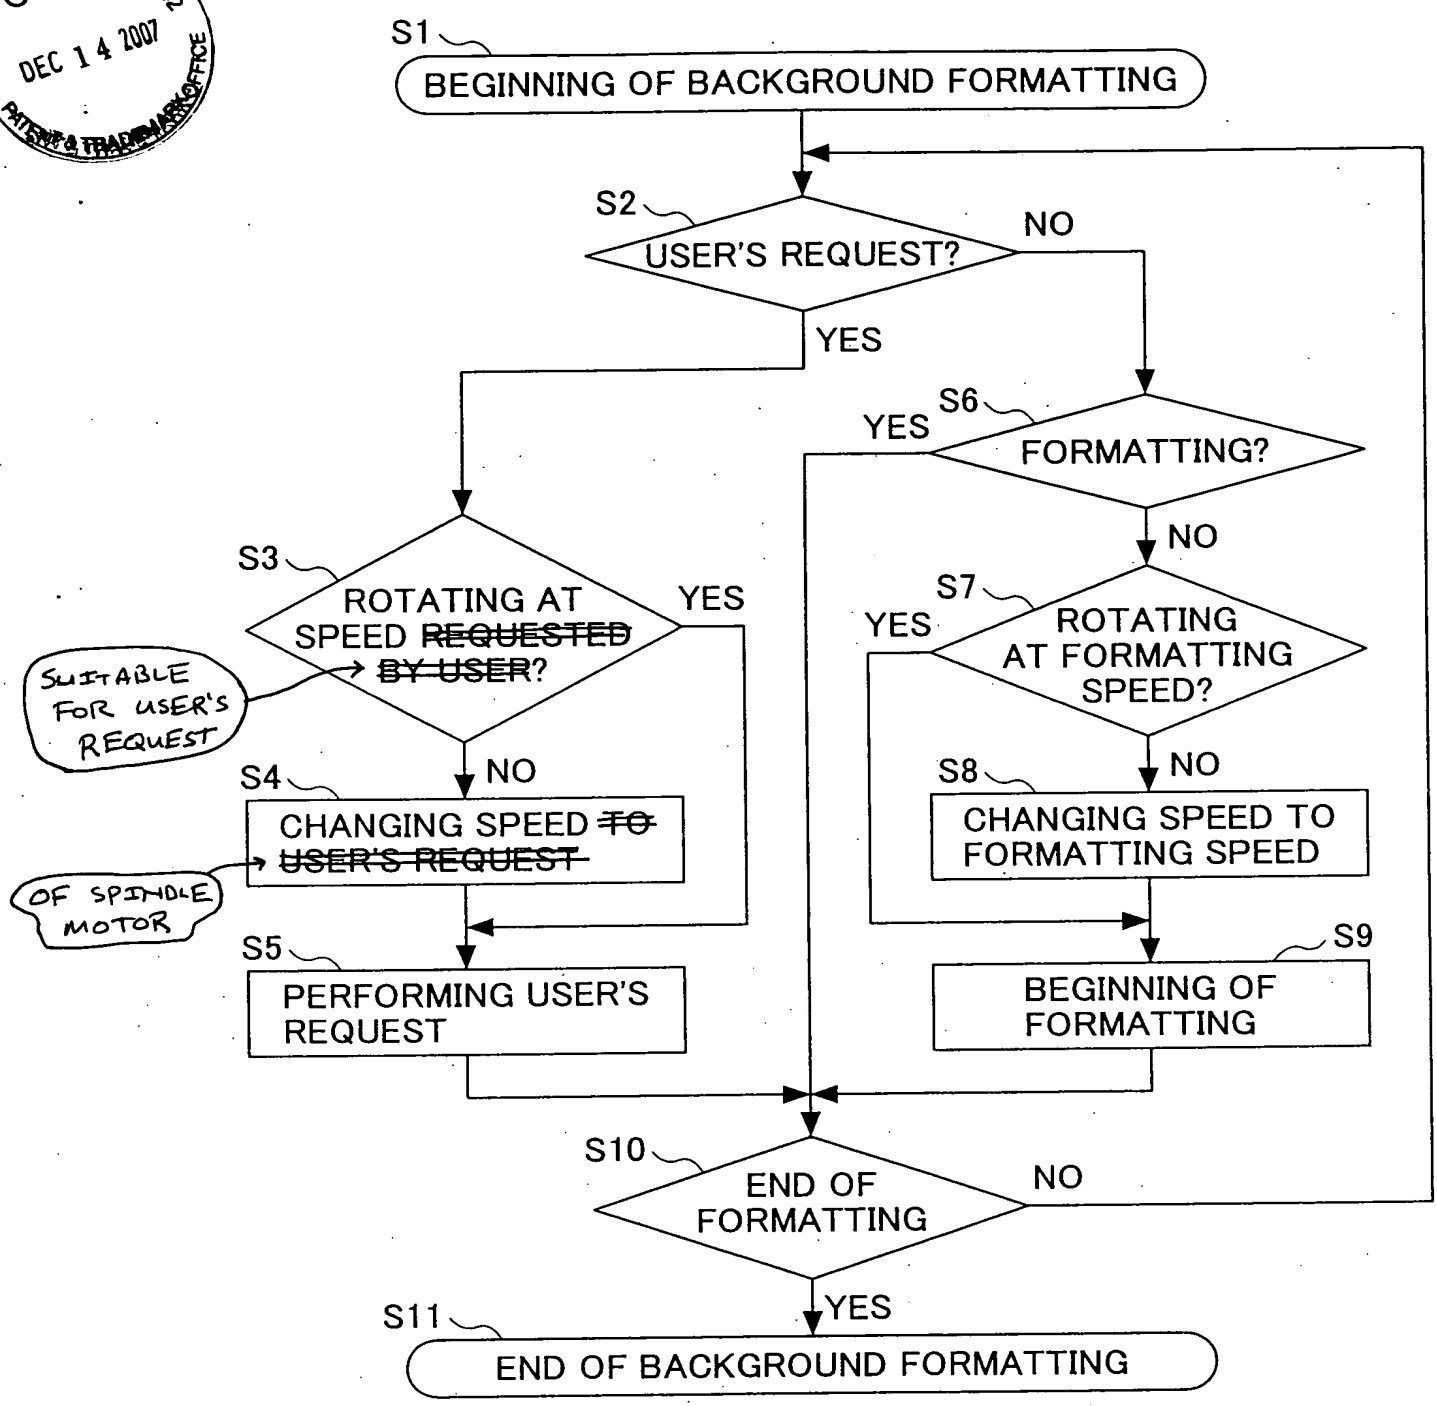 DEC 14 2007
PATENT & TRADEMARK OFFICE
S1
BEGINNING OF BACKGROUND FORMATTING
S2
USER'S REQUEST?
NO
YES
S6
YES
FORMATTING?
NO
S3
ROTATING AT
SPEED REQUESTED
BY USER?
YES
SUITABLE
FOR USER'S
REQUEST
S7
YES
ROTATING
AT FORMATTING
SPEED?
NO
S4
NO
CHANGING SPEED TO
USER'S REQUEST
OF SPINDLE
MOTOR
S8
CHANGING SPEED TO
FORMATTING SPEED
S5
PERFORMING USER'S
REQUEST
S9
BEGINNING OF
FORMATTING
S10
END OF
FORMATTING
NO
YES
S11
END OF BACKGROUND FORMATTING